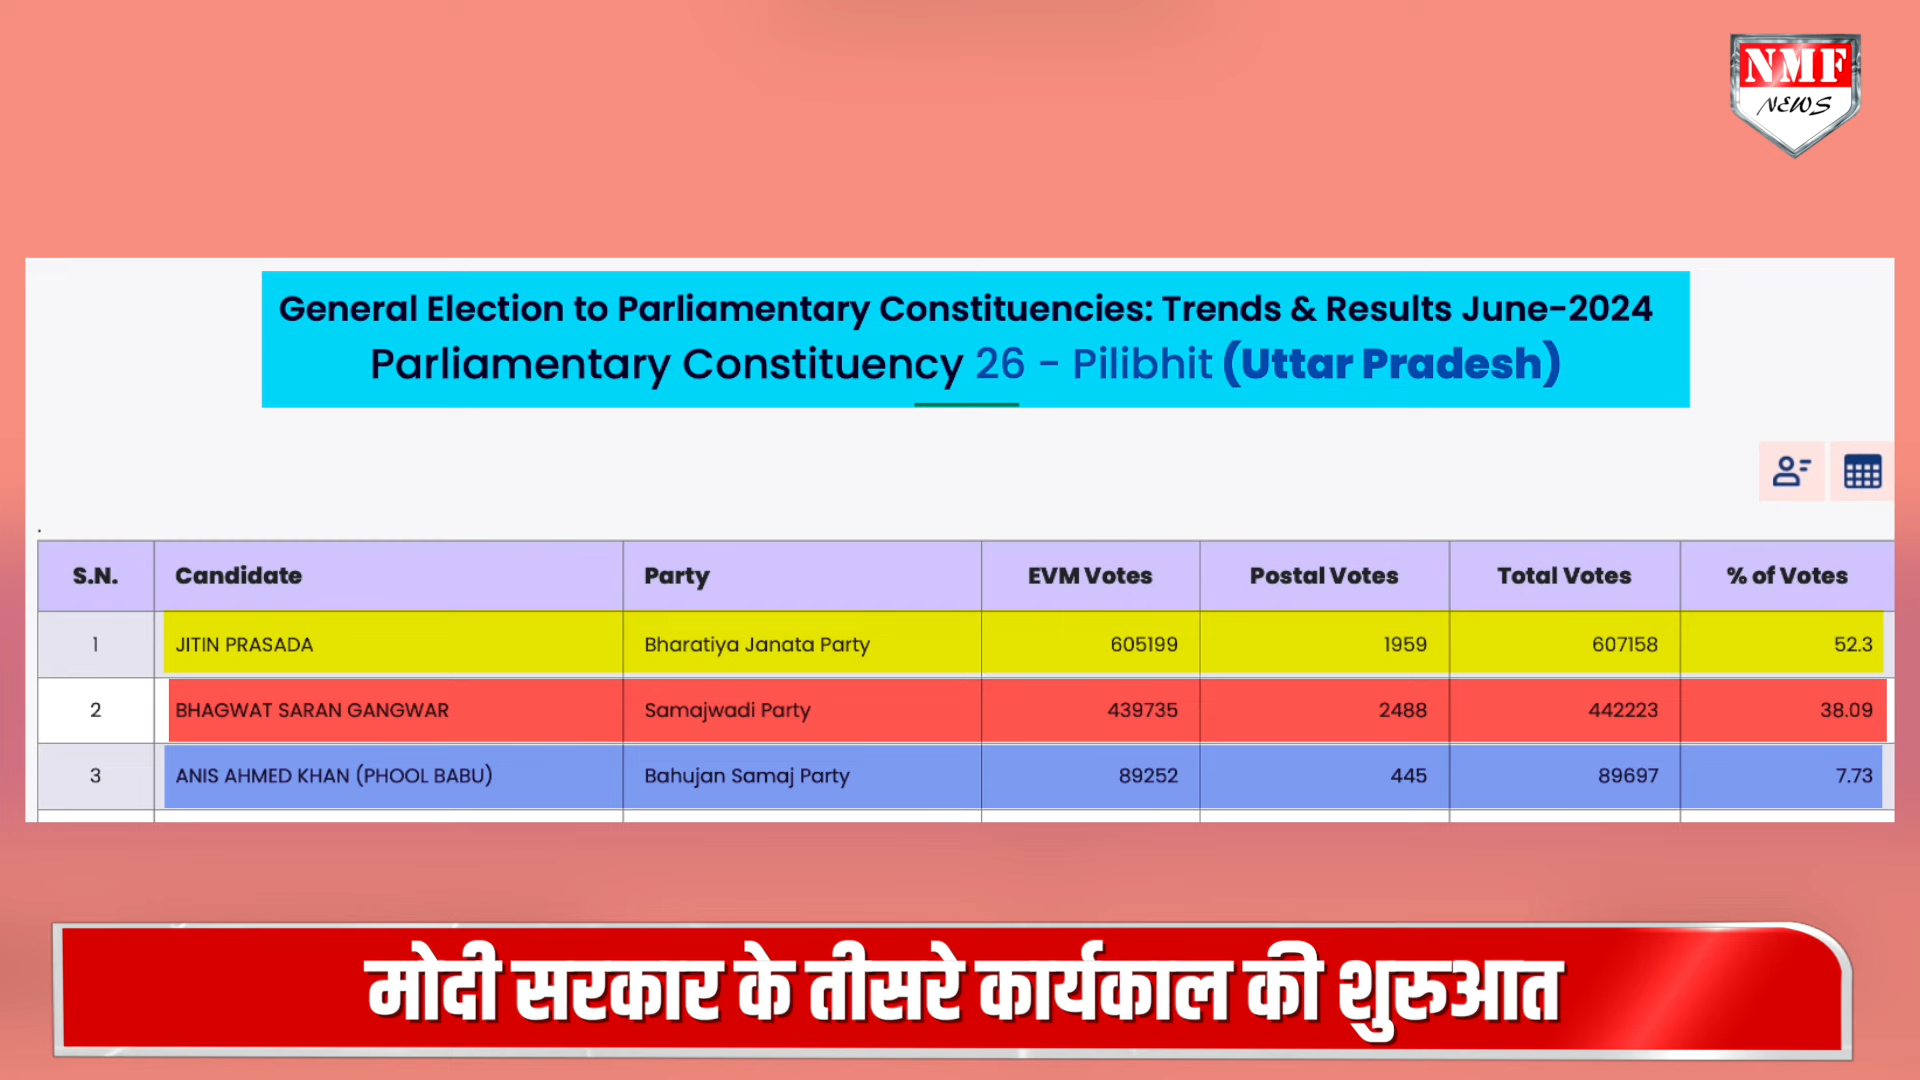 NMF
NEWS
General Election to Parliamentary Constituencies: Trends & Results June-2024
Parliamentary Constituency 26 - Pilibhit (Uttar Pradesh)
S.N. Candidate Party EVM Votes Postal Votes Total Votes % of Votes
1 JITIN PRASADA Bharatiya Janata Party 605199 1959 607158 52.3
2 BHAGWAT SARAN GANGWAR Samajwadi Party 439735 2488 442223 38.09
3 ANIS AHMED KHAN (PHOOL BABU) Bahujan Samaj Party 89252 445 89697 7.73
मोदी सरकार के तीसरे कार्यकाल की शुरुआत